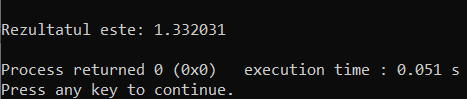 Rezultatul este: 1.332031
Process returned 0 (0x0)   execution time : 0.051 s
Press any key to continue.